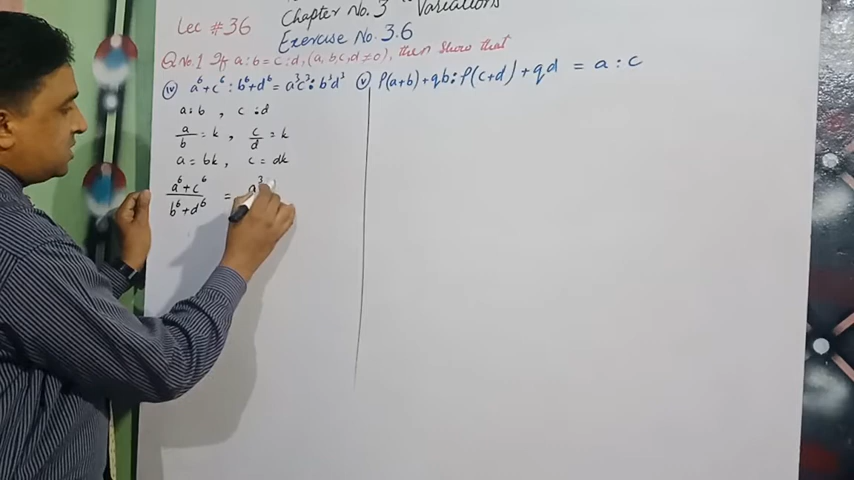 Lec #36
Chapter No. 3 Variations
Exercise No. 3.6
Q No. 1 If a : b = c : d, (a, b, c, d ≠ 0), then show that
(iv) a⁶ + c⁶ : b⁶ + d⁶ = a³c³ : b³d³
a : b , c : d
a/b = k , c/d = k
a = bk , c = dk
a⁶ + c⁶ / b⁶ + d⁶ = a³
(v) p(a+b) + qb : p(c+d) + qd = a : c